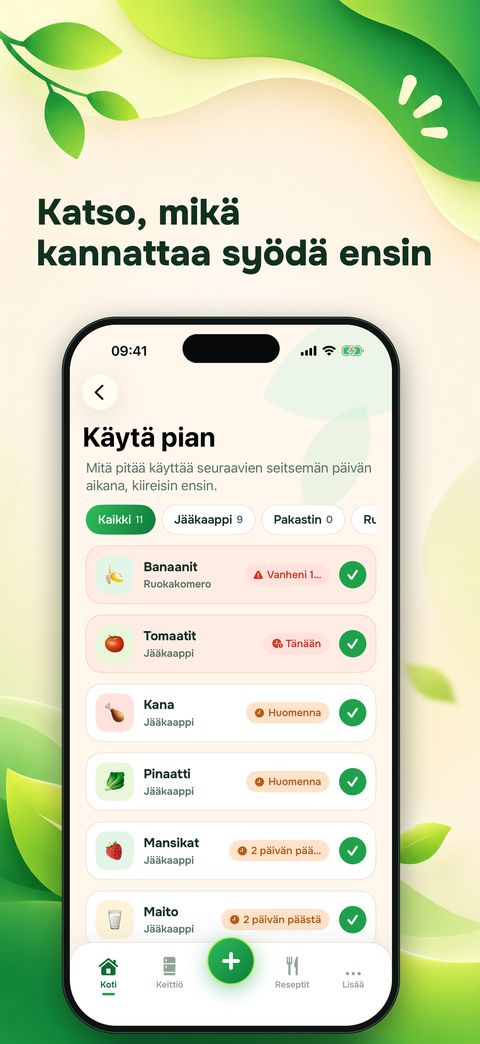 Katso, mikä
kannattaa syödä ensin
09:41
Käytä pian
Mitä pitää käyttää seuraavien seitsemän päivän
aikana, kiireisin ensin.
Kaikki 11
Jääkaappi 9
Pakastin 0
Ru
Banaanit
Ruokakomero
Vanheni 1...
Tomaatit
Jääkaappi
Tänään
Kana
Jääkaappi
Huomenna
Pinaatti
Jääkaappi
Huomenna
Mansikat
Jääkaappi
2 päivän pää...
Maito
Jääkaappi
2 päivän päästä
Koti
Keittiö
Reseptit
Lisää